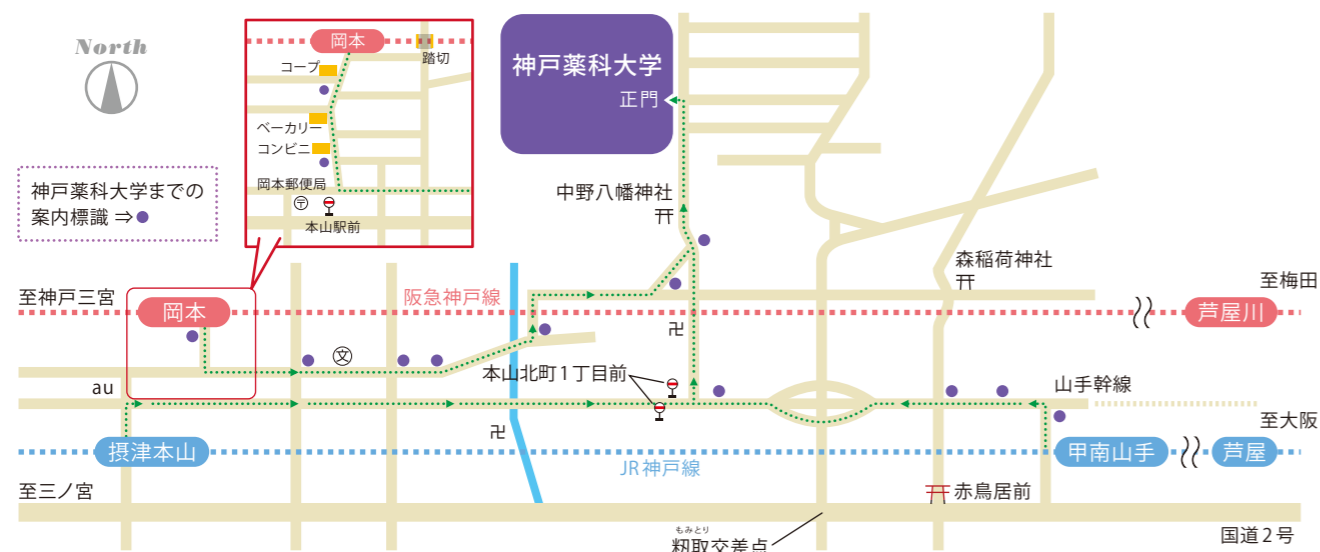 North
岡本
踏切
コープ
ベーカリー
コンビニ
岡本郵便局
〒
本山駅前
神戸薬科大学
正門
神戸薬科大学までの
案内標識 ⇒●
中野八幡神社
森稲荷神社
至神戸三宮
岡本
阪急神戸線
至梅田
芦屋川
卍
文
本山北町1丁目前
au
山手幹線
卍
至大阪
摂津本山
JR神戸線
甲南山手
芦屋
至三ノ宮
赤鳥居前
国道2号
もみとり
籾取交差点